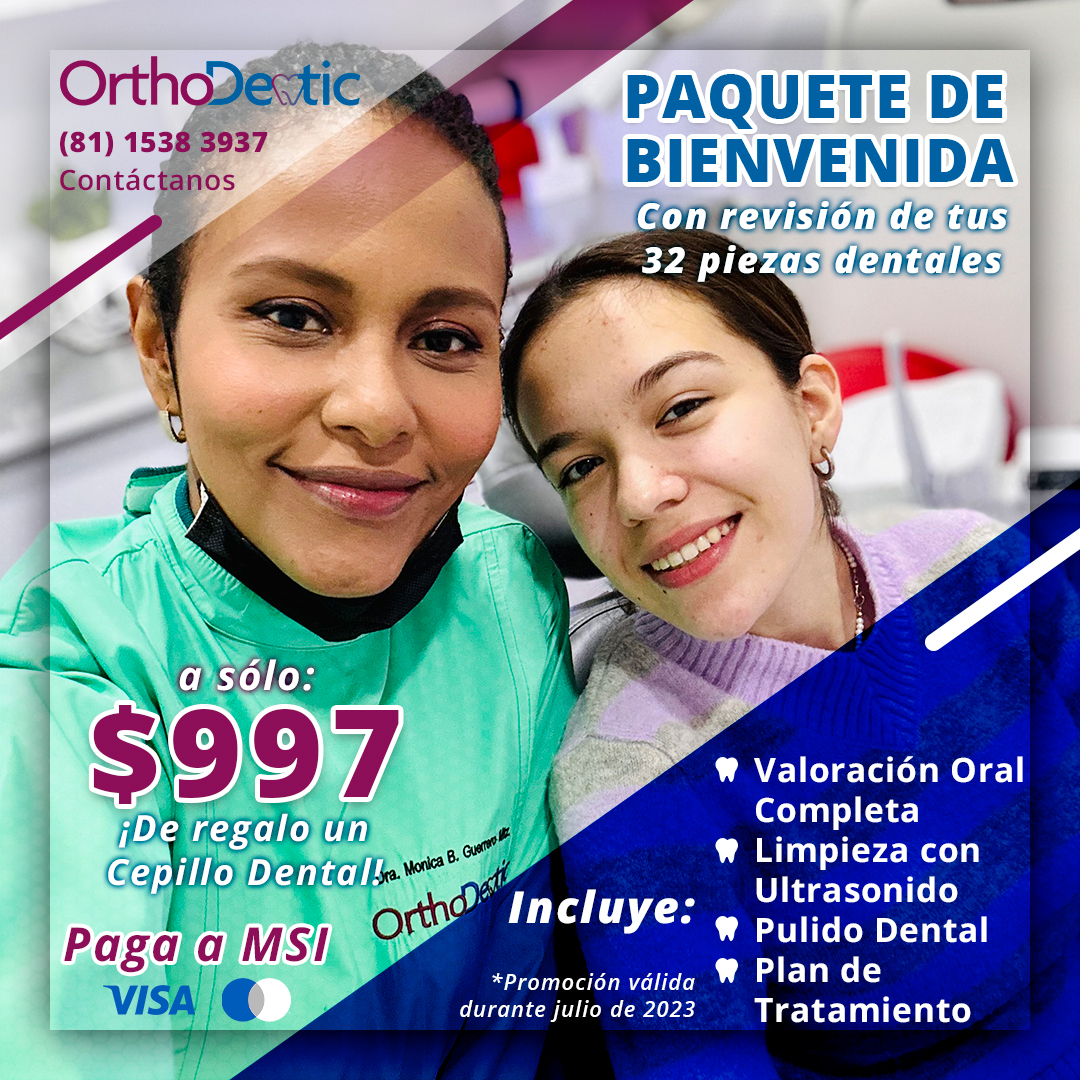 OrthoDentic
(81) 1538 3937
Contáctanos
PAQUETE DE
BIENVENIDA
Con revisión de tus
32 piezas dentales
a sólo:
$997
¡De regalo un
Cepillo Dental!
Dra. Monica B. Guerrero Mtz.
OrthoDentic
Paga a MSI
VISA
Incluye:
Valoración Oral
Completa
Limpieza con
Ultrasonido
Pulido Dental
Plan de
Tratamiento
*Promoción válida
durante julio de 2023